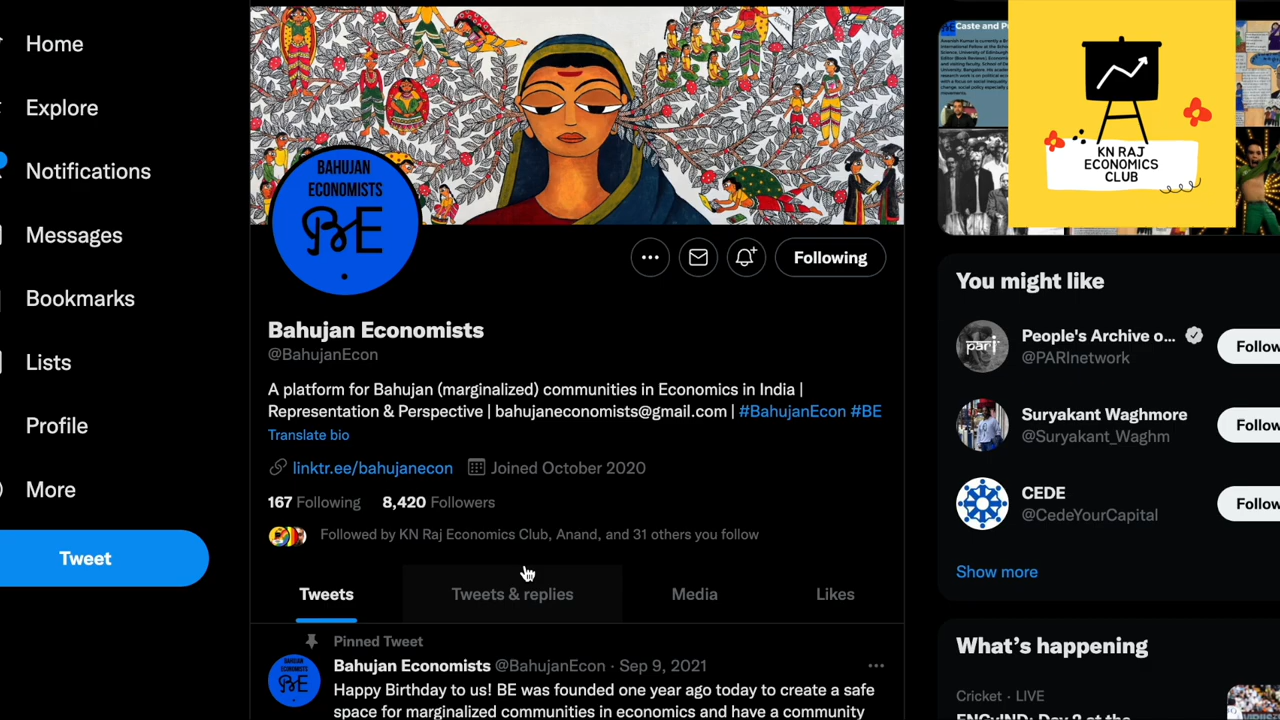 Home
Explore
Notifications
Messages
Bookmarks
Lists
Profile
More
Tweet
BAHUJAN
ECONOMISTS
BE
Following
Bahujan Economists
@BahujanEcon
A platform for Bahujan (marginalized) communities in Economics in India |
Representation & Perspective | bahujaneconomists@gmail.com | #BahujanEcon #BE
Translate bio
linktr.ee/bahujanecon Joined October 2020
167 Following 8,420 Followers
Followed by KN Raj Economics Club, Anand, and 31 others you follow
Tweets Tweets & replies Media Likes
Pinned Tweet
BAHUJAN
ECONOMISTS
BE
Bahujan Economists @BahujanEcon · Sep 9, 2021
Happy Birthday to us! BE was founded one year ago today to create a safe
space for marginalized communities in economics and have a community
Caste and P
KN RAJ
ECONOMICS
CLUB
You might like
pari
People's Archive o...
@PARInetwork
Follow
Suryakant Waghmore
@Suryakant_Waghm
Follow
CEDE
@CedeYourCapital
Follow
Show more
What's happening
Cricket · LIVE